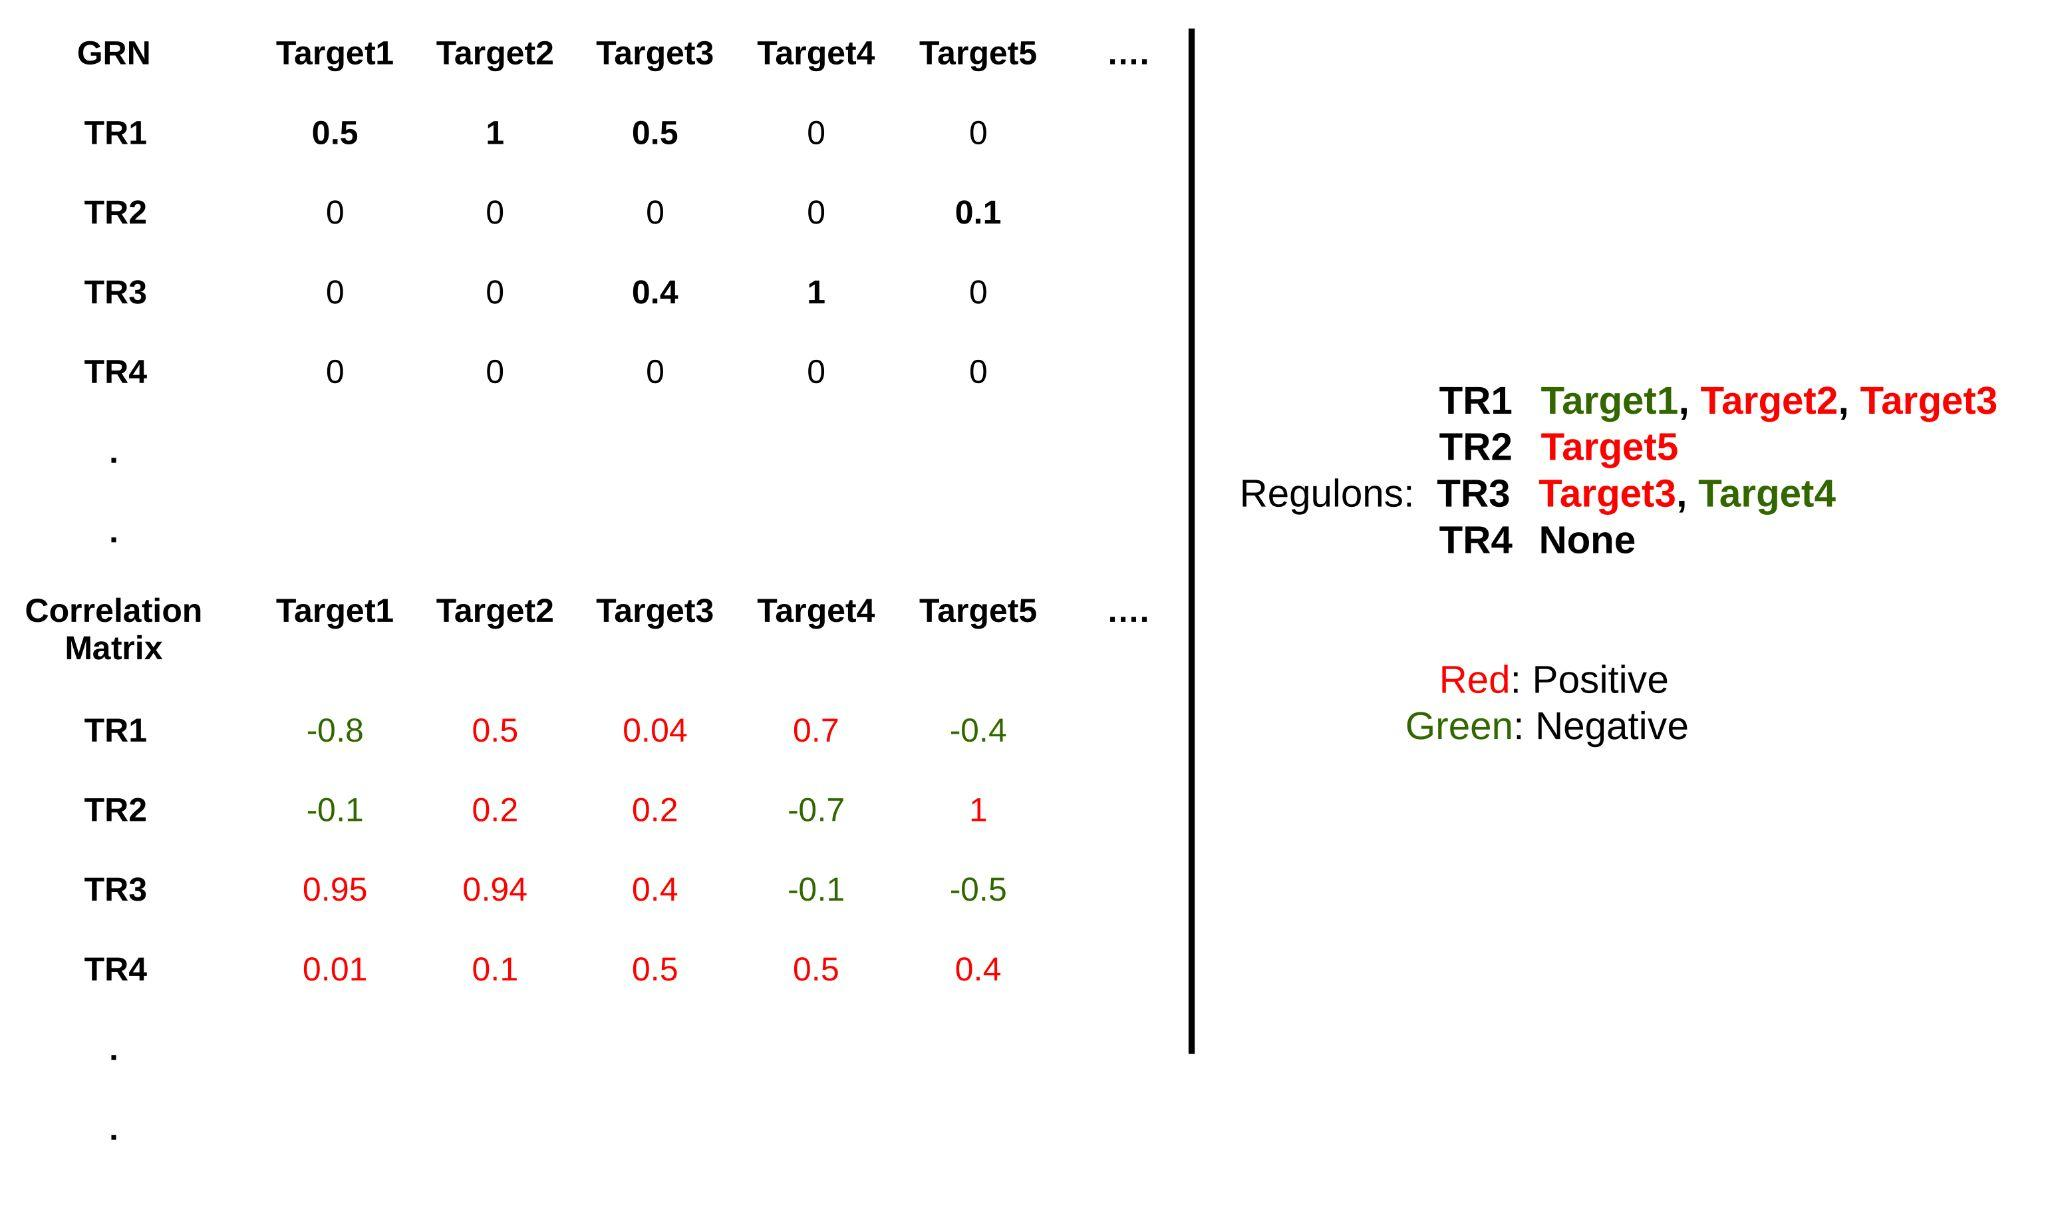 GRN Target1 Target2 Target3 Target4 Target5 ....
TR1 0.5 1 0.5 0 0
TR2 0 0 0 0 0.1
TR3 0 0 0.4 1 0
TR4 0 0 0 0 0
.
.
Correlation Matrix Target1 Target2 Target3 Target4 Target5 ....
TR1 -0.8 0.5 0.04 0.7 -0.4
TR2 -0.1 0.2 0.2 -0.7 1
TR3 0.95 0.94 0.4 -0.1 -0.5
TR4 0.01 0.1 0.5 0.5 0.4
.
.
TR1 Target1, Target2, Target3
TR2 Target5
Regulons: TR3 Target3, Target4
TR4 None
Red: Positive
Green: Negative